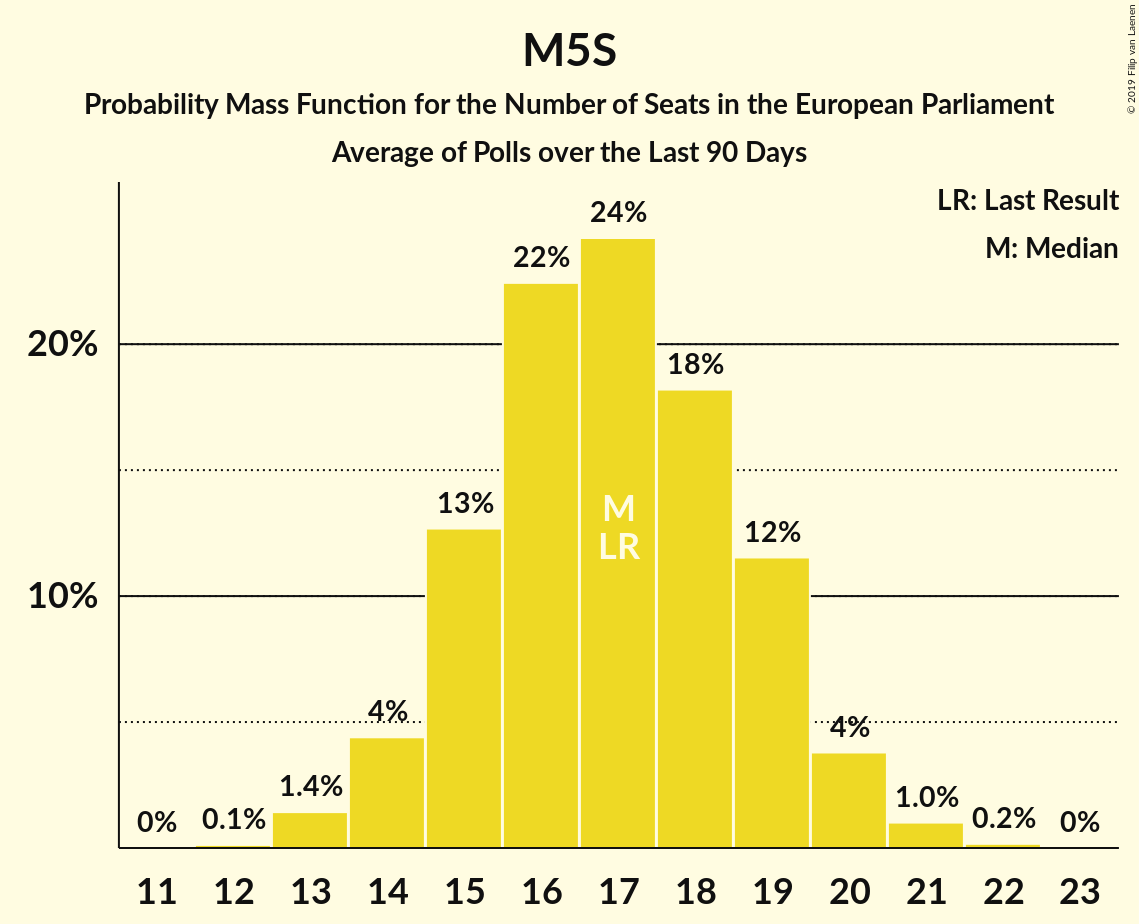 M5S
Probability Mass Function for the Number of Seats in the European Parliament
Average of Polls over the Last 90 Days
© 2019 Filip van Laenen
LR: Last Result
M: Median
20%
10%
0%
0.1%
1.4%
4%
13%
22%
24%
18%
12%
4%
1.0%
0.2%
0%
M
LR
11 12 13 14 15 16 17 18 19 20 21 22 23